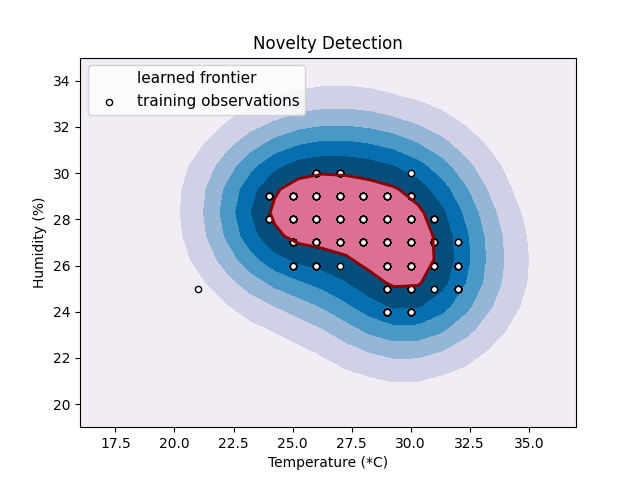 Novelty Detection
learned frontier
training observations
34
32
30
28
26
24
22
20
Humidity (%)
17.5 20.0 22.5 25.0 27.5 30.0 32.5 35.0
Temperature (*C)